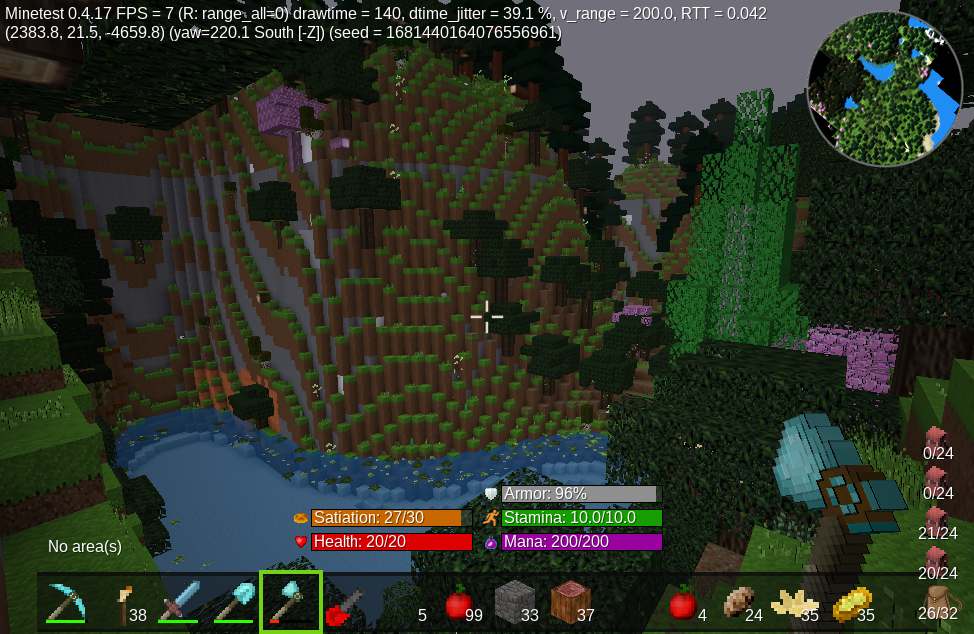 Minetest 0.4.17 FPS = 7 (R: range_all=0) drawtime = 140, dtime_jitter = 39.1 %, v_range = 200.0, RTT = 0.042
(2383.8, 21.5, -4659.8) (yaw=220.1 South [-Z]) (seed = 1681440164076556961)
0/24
0/24
21/24
20/24
26/32
Armor: 96%
Satiation: 27/30
Stamina: 10.0/10.0
Health: 20/20
Mana: 200/200
No area(s)
38
5
99
33
37
4
24
35
35